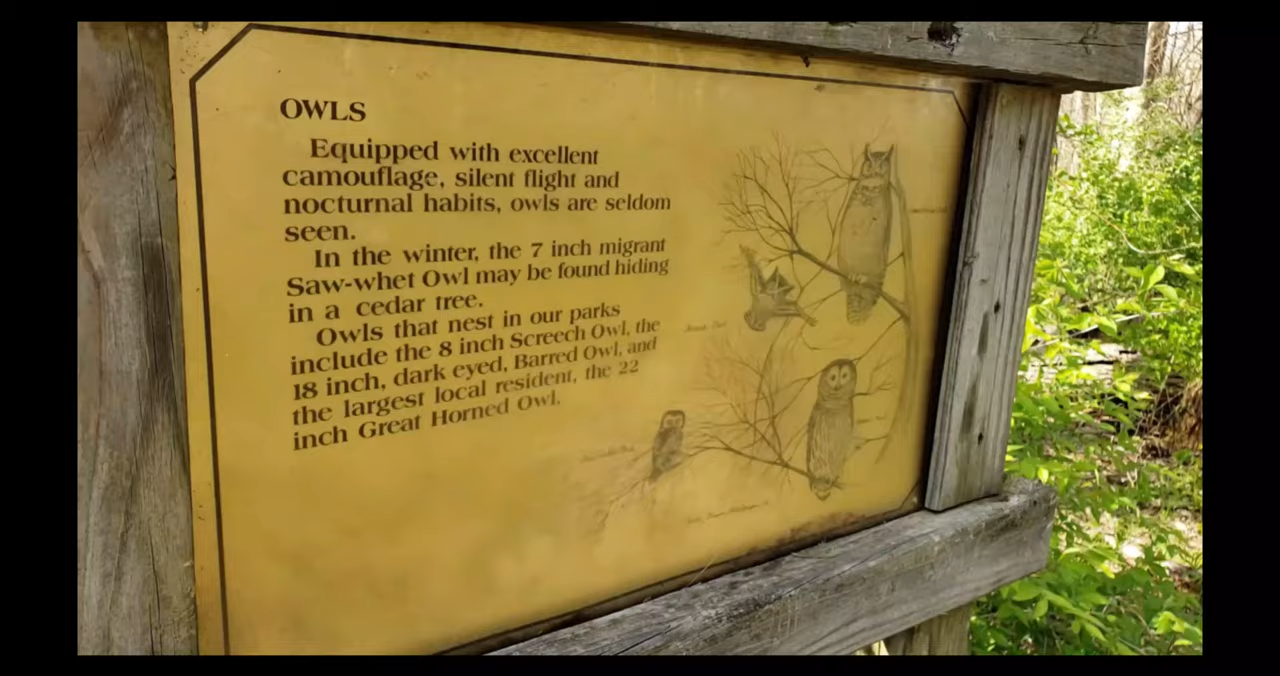 OWLS
Equipped with excellent
camouflage, silent flight and
nocturnal habits, owls are seldom
seen.
In the winter, the 7 inch migrant
Saw-whet Owl may be found hiding
in a cedar tree.
Owls that nest in our parks
include the 8 inch Screech Owl, the
18 inch, dark eyed, Barred Owl, and
the largest local resident, the 22
inch Great Horned Owl.